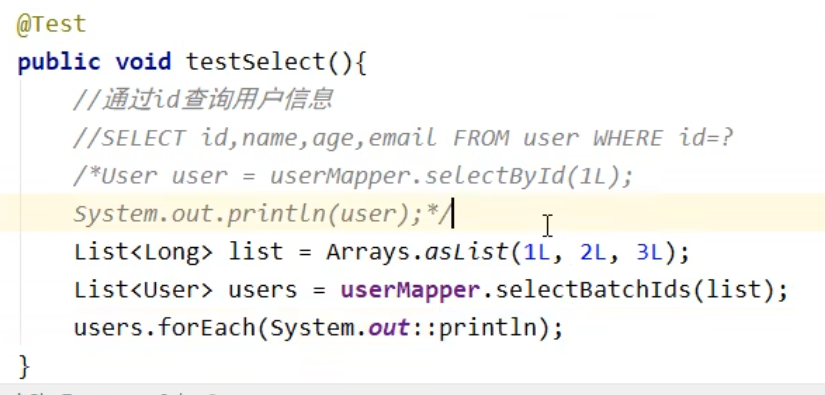 @Test
public void testSelect(){
//通过id查询用户信息
//SELECT id,name,age,email FROM user WHERE id=?
/*User user = userMapper.selectById(1L);
System.out.println(user);*/
List<Long> list = Arrays.asList(1L, 2L, 3L);
List<User> users = userMapper.selectBatchIds(list);
users.forEach(System.out::println);
}